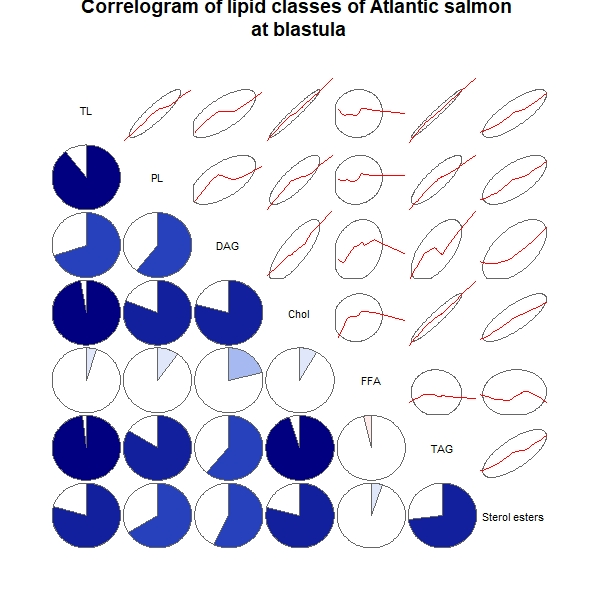 Correlogram of lipid classes of Atlantic salmon
at blastula
TL
PL
DAG
Chol
FFA
TAG
Sterol esters